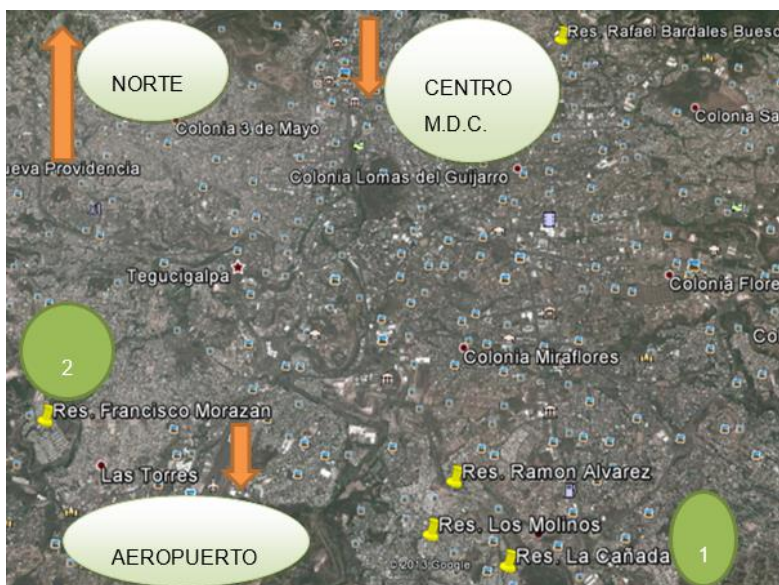 NORTE
CENTRO
M.D.C.
Res. Rafael Bardales Bueso
Colonia Sa
Colonia 3 de Mayo
ueva Providencia
Colonia Lomas del Guijarro
Tegucigalpa
Colonia Flore
Co
Colonia Miraflores
2
Res. Francisco Morazan
Las Torres
Res. Ramon Alvarez
Res. Los Molinos
Res. La Cañada
1
AEROPUERTO
© 2013 Google